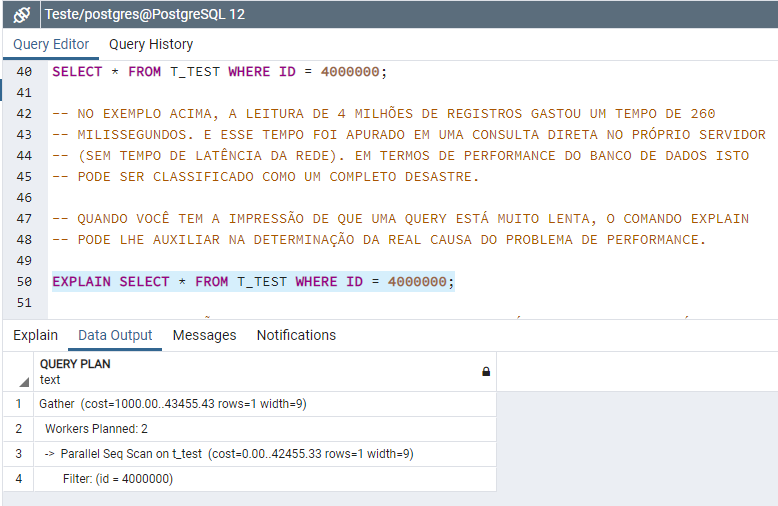 Teste/postgres@PostgreSQL 12
Query Editor Query History
40 SELECT * FROM T_TEST WHERE ID = 4000000;
41
42 -- NO EXEMPLO ACIMA, A LEITURA DE 4 MILHÕES DE REGISTROS GASTOU UM TEMPO DE 260
43 -- MILISSEGUNDOS. E ESSE TEMPO FOI APURADO EM UMA CONSULTA DIRETA NO PRÓPRIO SERVIDOR
44 -- (SEM TEMPO DE LATÊNCIA DA REDE). EM TERMOS DE PERFORMANCE DO BANCO DE DADOS ISTO
45 -- PODE SER CLASSIFICADO COMO UM COMPLETO DESASTRE.
46
47 -- QUANDO VOCÊ TEM A IMPRESSÃO DE QUE UMA QUERY ESTÁ MUITO LENTA, O COMANDO EXPLAIN
48 -- PODE LHE AUXILIAR NA DETERMINAÇÃO DA REAL CAUSA DO PROBLEMA DE PERFORMANCE.
49
50 EXPLAIN SELECT * FROM T_TEST WHERE ID = 4000000;
51
Explain Data Output Messages Notifications
QUERY PLAN
text
1 Gather (cost=1000.00..43455.43 rows=1 width=9)
2 Workers Planned: 2
3 -> Parallel Seq Scan on t_test (cost=0.00..42455.33 rows=1 width=9)
4 Filter: (id = 4000000)